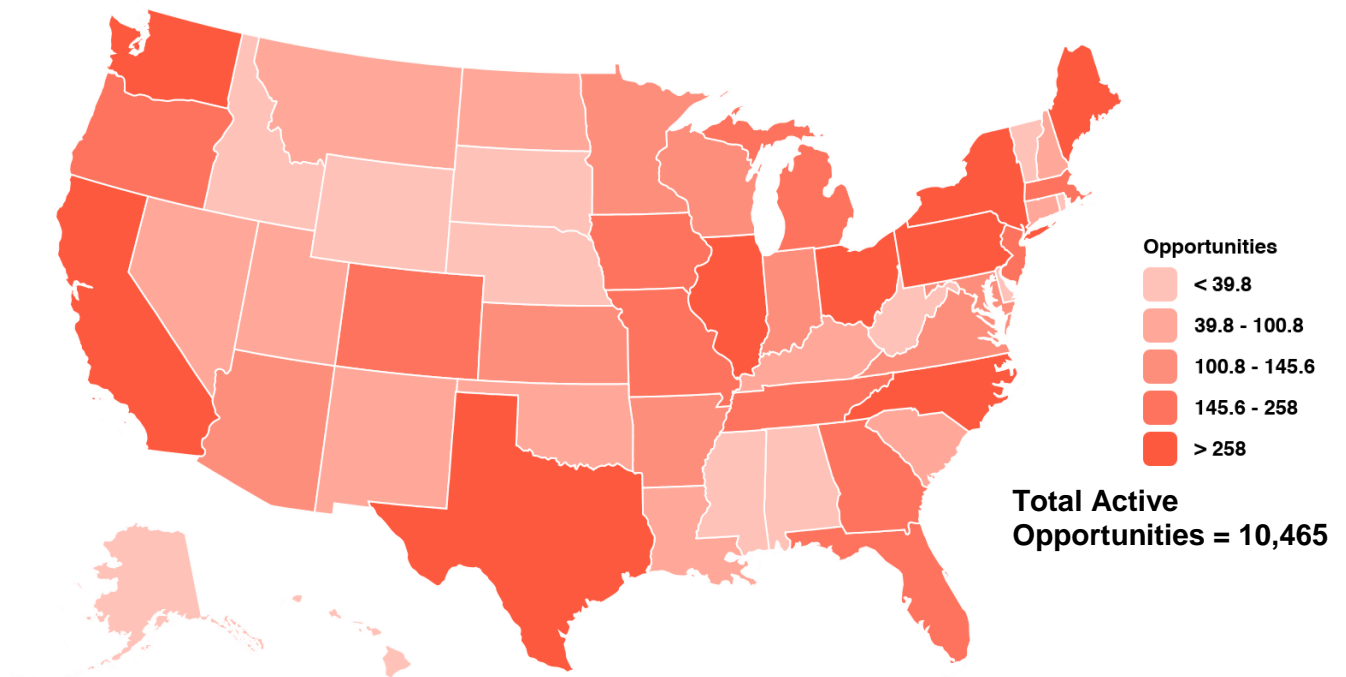 Opportunities
< 39.8
39.8 - 100.8
100.8 - 145.6
145.6 - 258
> 258
Total Active
Opportunities = 10,465